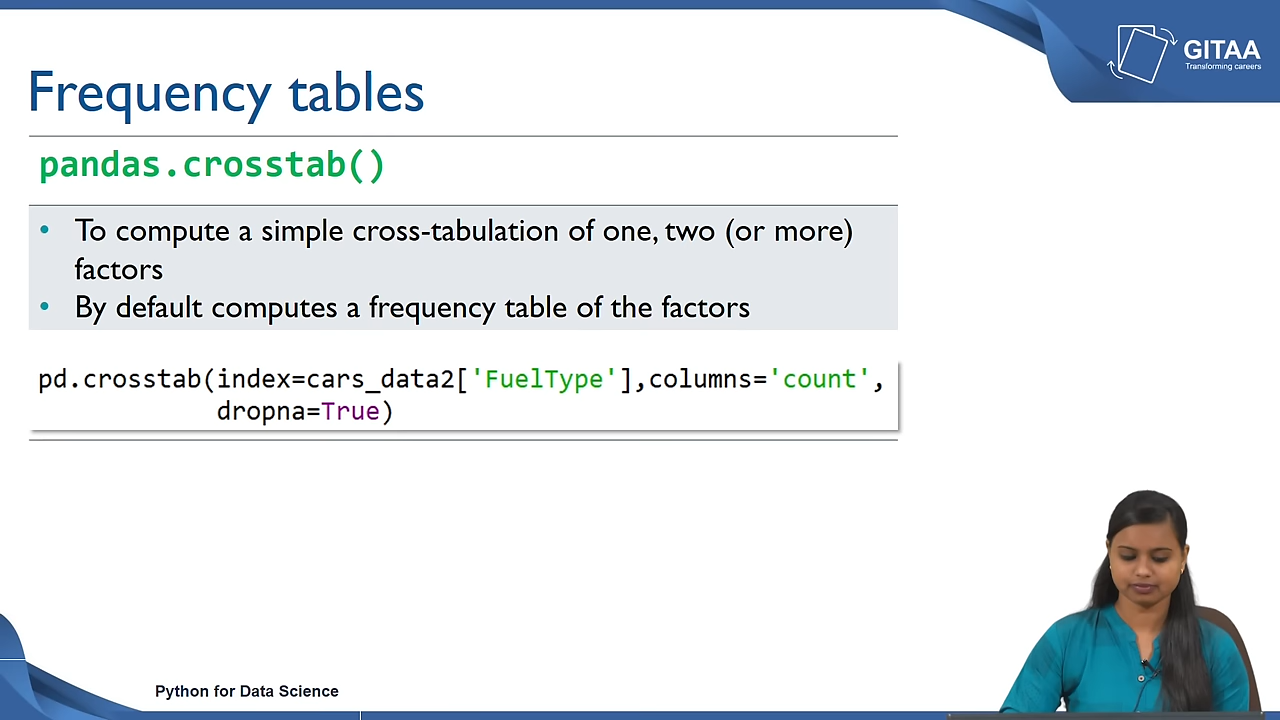 GITAA
Transforming careers
Frequency tables
pandas.crosstab()
• To compute a simple cross-tabulation of one, two (or more)
factors
• By default computes a frequency table of the factors
pd.crosstab(index=cars_data2['FuelType'],columns='count',
dropna=True)
Python for Data Science